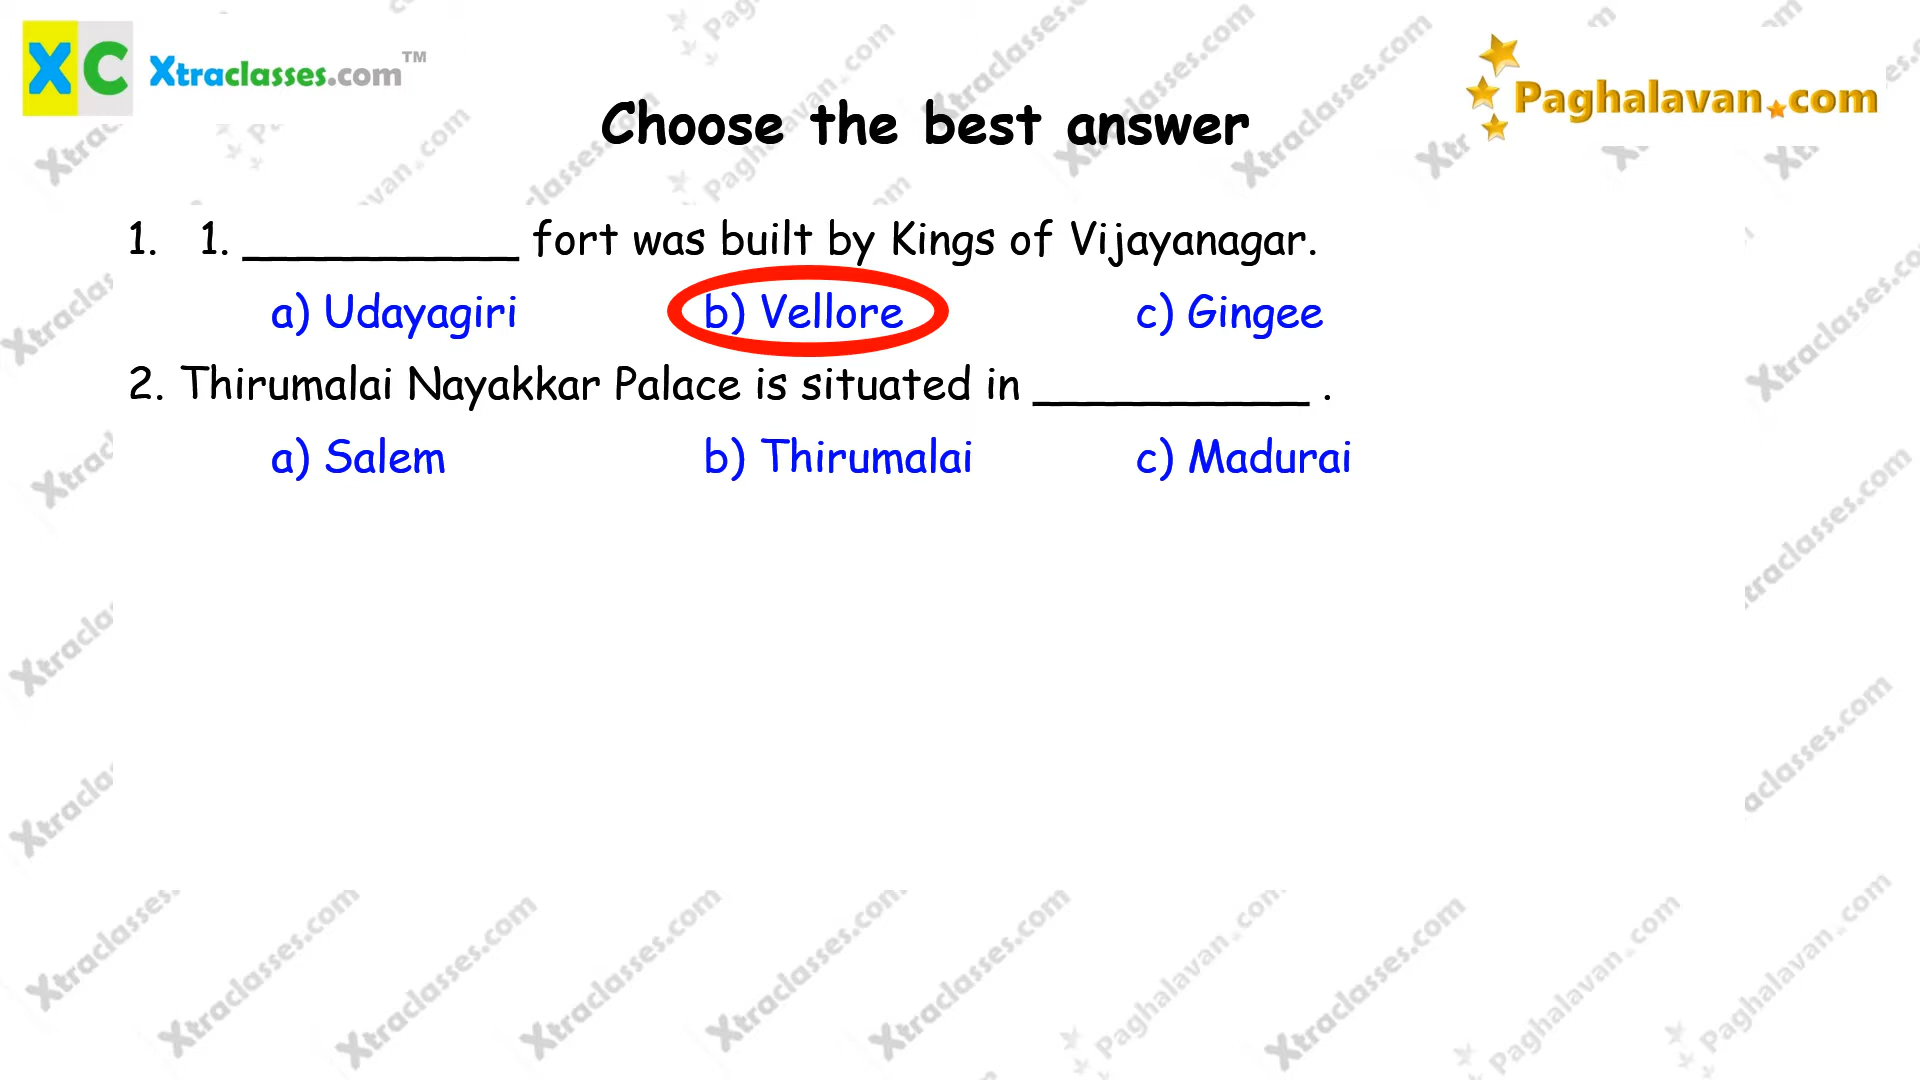 XC Xtraclasses.com™
Paghalavan.com
Choose the best answer
1. 1. __________ fort was built by Kings of Vijayanagar.
a) Udayagiri b) Vellore c) Gingee
2. Thirumalai Nayakkar Palace is situated in __________ .
a) Salem b) Thirumalai c) Madurai